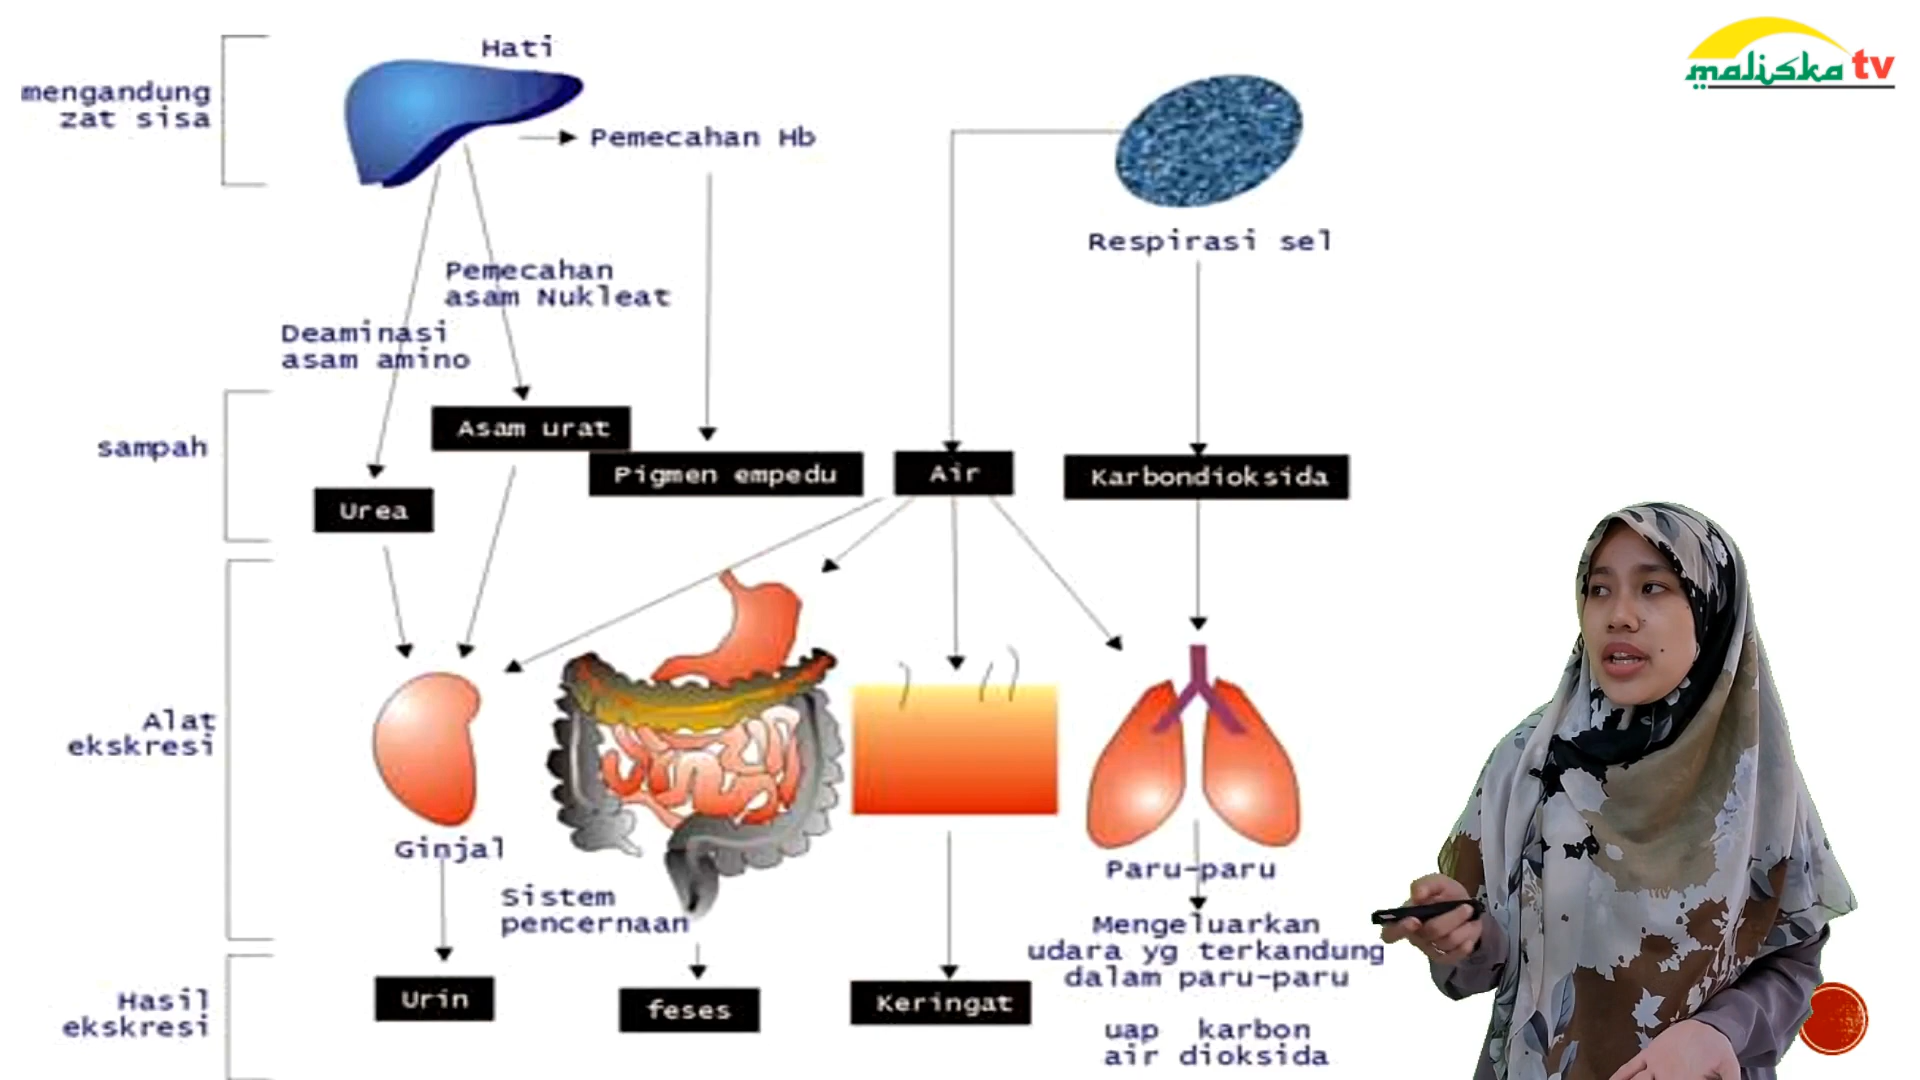 maliska tv
Hati
mengandung
zat sisa
Pemecahan Hb
Respirasi sel
Pemecahan
asam Nukleat
Deaminasi
asam amino
sampah
Asam urat
Pigmen empedu
Air
Karbondioksida
Urea
Alat
ekskresi
Ginjal
Sistem
pencernaan
Paru-paru
Mengeluarkan
udara yg terkandung
dalam paru-paru
Hasil
ekskresi
Urin
feses
Keringat
uap karbon
air dioksida